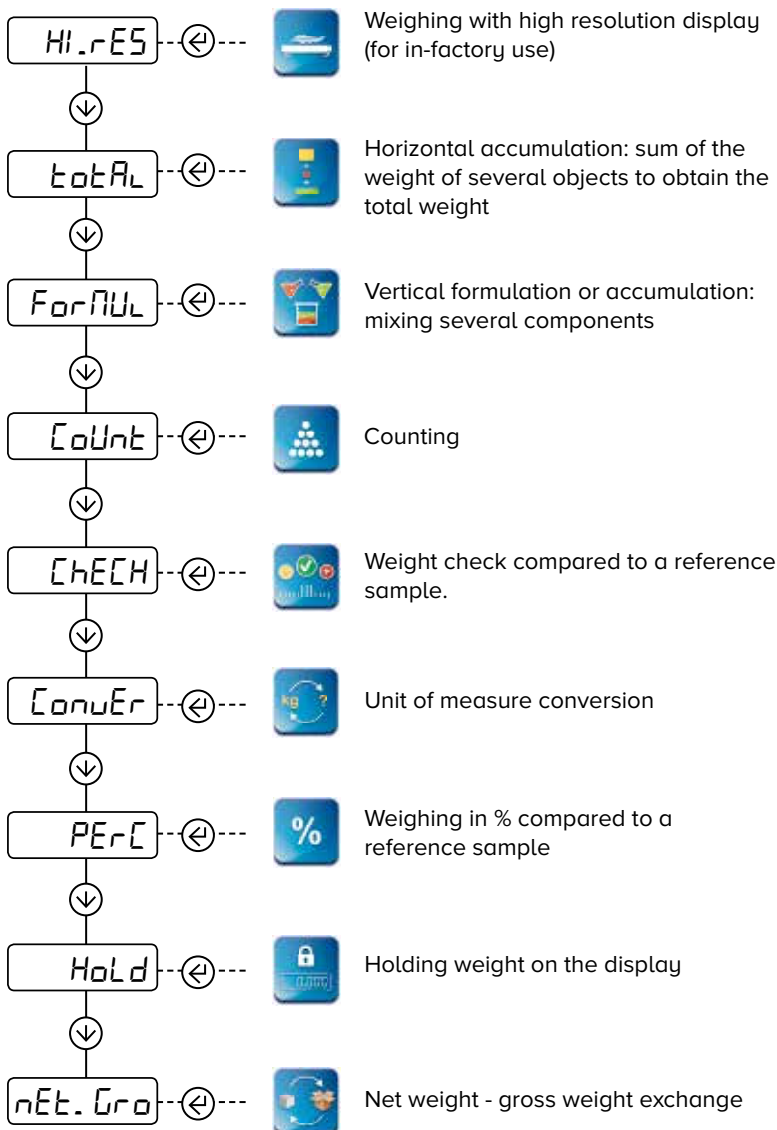 HI.rES
Weighing with high resolution display
(for in-factory use)
totAL
Horizontal accumulation: sum of the
weight of several objects to obtain the
total weight
ForMUL
Vertical formulation or accumulation:
mixing several components
CoUnt
Counting
ChECH
Weight check compared to a reference
sample.
ConvEr
kg ?
Unit of measure conversion
PErC
%
Weighing in % compared to a
reference sample
HoLd
Holding weight on the display
nEt.Gro
Net weight - gross weight exchange